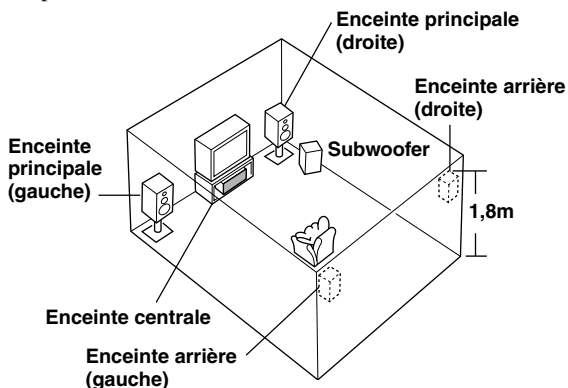 Enceinte principale
(droite)
Enceinte arrière
(droite)
Enceinte
principale
(gauche)
Subwoofer
1,8m
Enceinte centrale
Enceinte arrière
(gauche)